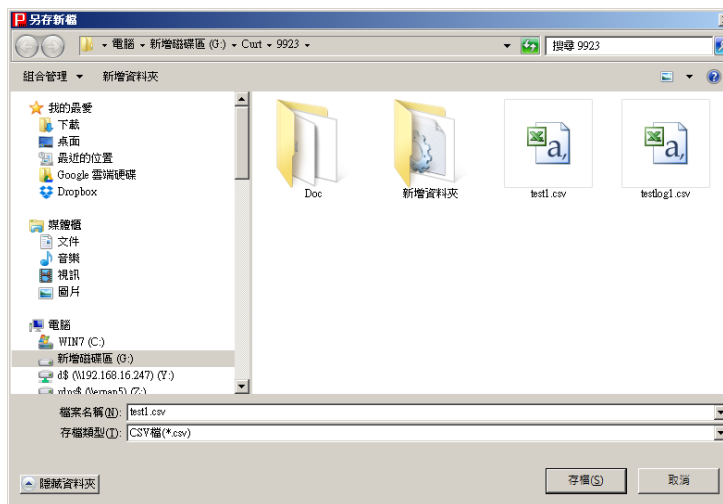 另存新檔
電腦 新增磁碟區 (G:) Curt 9923
搜尋 9923
組合管理 新增資料夾
我的最愛
下載
桌面
最近的位置
Google 雲端硬碟
Dropbox
媒體櫃
文件
音樂
視訊
圖片
電腦
WIN7 (C:)
新增磁碟區 (G:)
d$ (\\192.168.16.247) (Y:)
Doc
新增資料夾
test1.csv
testlog1.csv
檔案名稱(N): test1.csv
存檔類型(T): CSV檔(*.csv)
隱藏資料夾
存檔(S)
取消